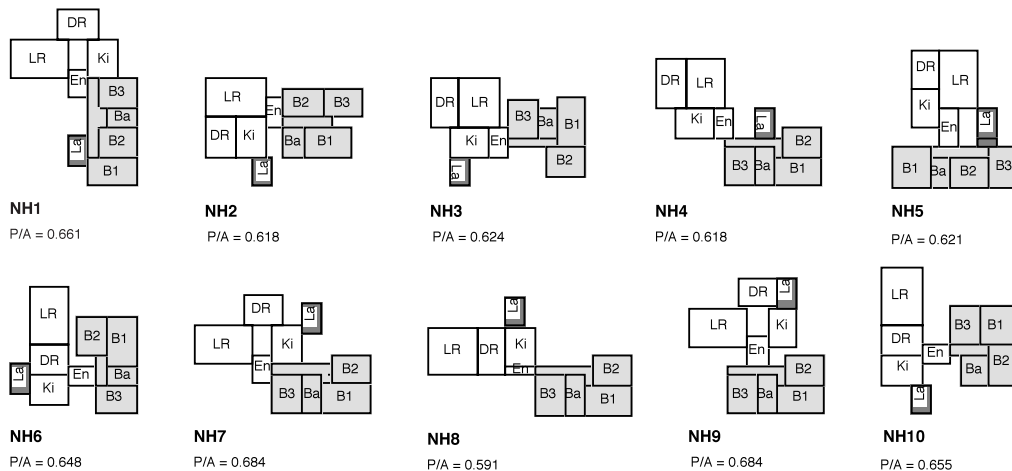 DR
LR
Ki
En
B3
Ba
La
B2
B1
NH1
P/A = 0.661
LR
En
B2
B3
DR
Ki
Ba
B1
La
NH2
P/A = 0.618
DR
LR
B3
Ba
B1
Ki
En
B2
La
NH3
P/A = 0.624
DR
LR
Ki
En
La
B2
B3
Ba
B1
NH4
P/A = 0.618
DR
LR
Ki
En
La
B1
Ba
B2
B3
NH5
P/A = 0.621
LR
B2
B1
DR
La
Ki
En
Ba
B3
NH6
P/A = 0.648
DR
La
LR
Ki
En
B2
B3
Ba
B1
NH7
P/A = 0.684
La
LR
DR
Ki
En
B2
B3
Ba
B1
NH8
P/A = 0.591
DR
La
LR
Ki
En
B2
B3
Ba
B1
NH9
P/A = 0.684
LR
B3
B1
DR
En
B2
Ki
Ba
La
NH10
P/A = 0.655